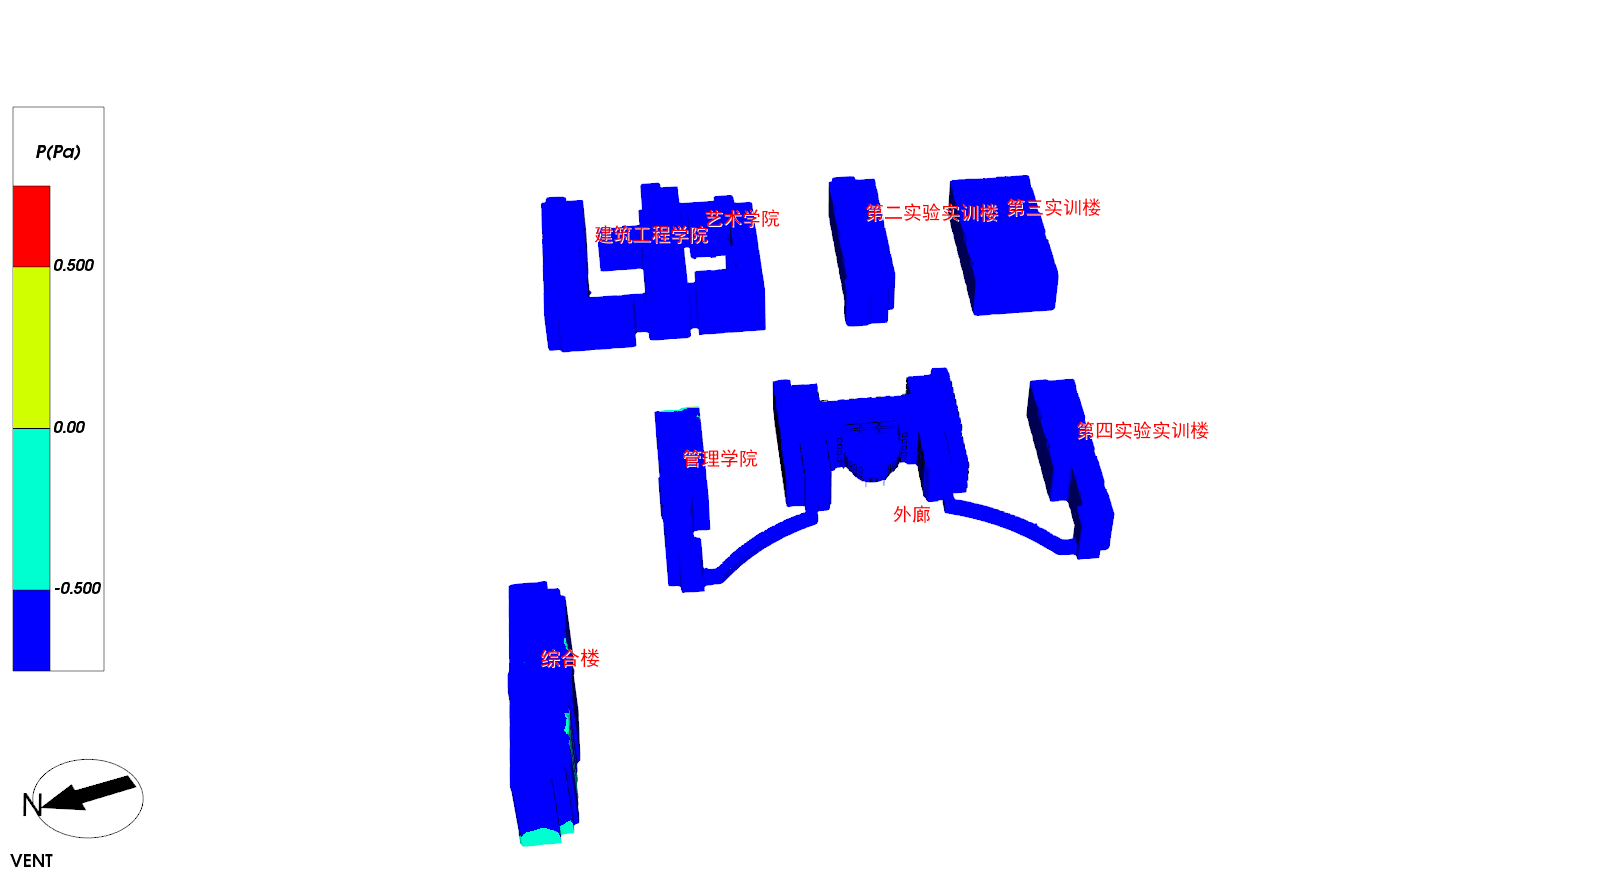 P(Pa)
0.500
0.00
-0.500
艺术学院
建筑工程学院
第二实验实训楼
第三实训楼
管理学院
第四实验实训楼
外廊
综合楼
N
VENT